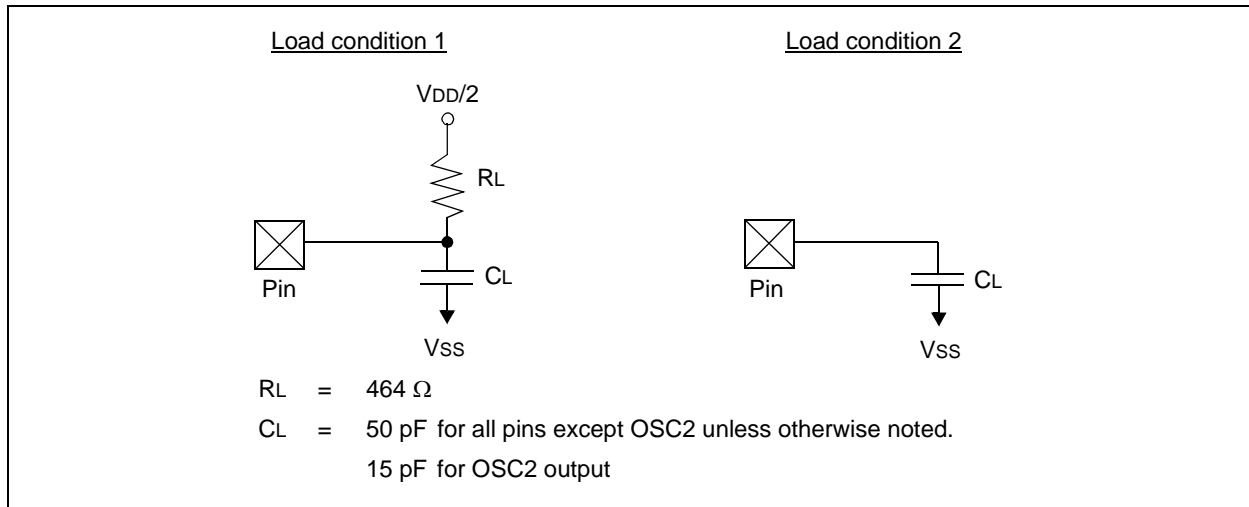 Load condition 1
Load condition 2
VDD/2
RL
Pin
CL
VSS
Pin
CL
VSS
RL = 464 Ω
CL = 50 pF for all pins except OSC2 unless otherwise noted.
15 pF for OSC2 output